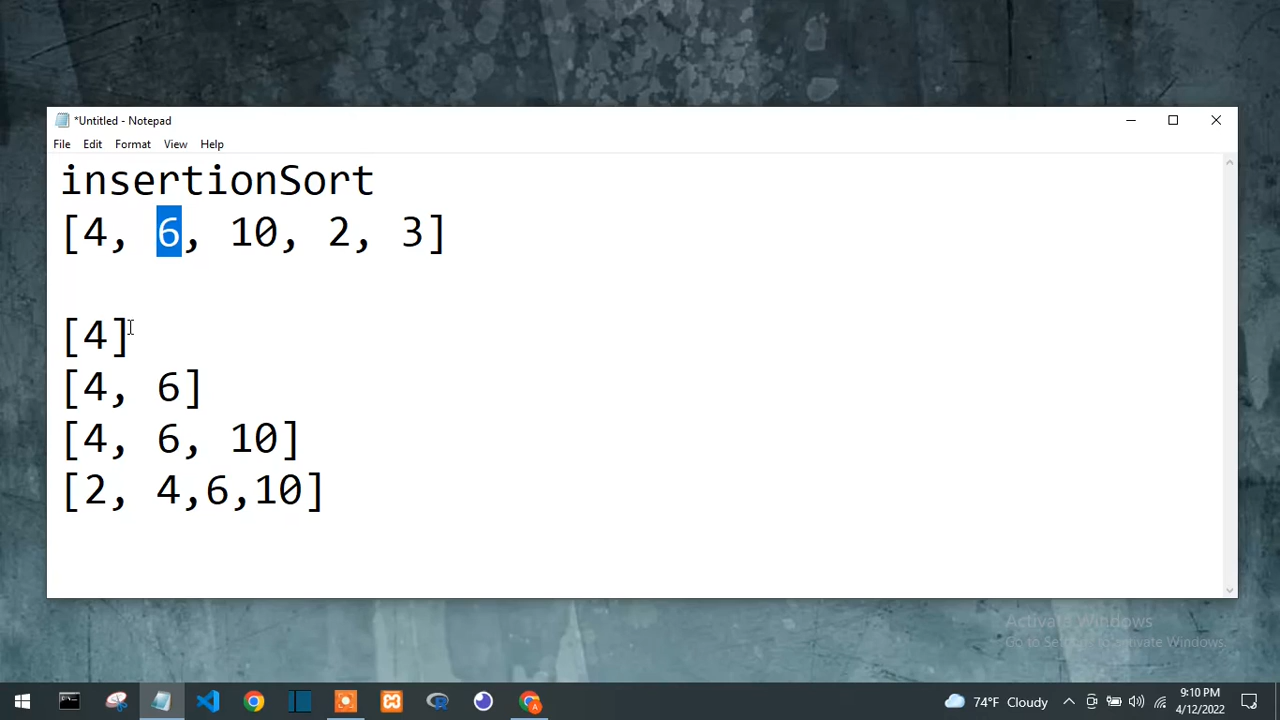 *Untitled - Notepad
File Edit Format View Help
insertionSort
[4, 6, 10, 2, 3]
[4]
[4, 6]
[4, 6, 10]
[2, 4,6,10]
Activate Windows
Go to Settings to activate Windows.
74°F Cloudy
9:10 PM
4/12/2022